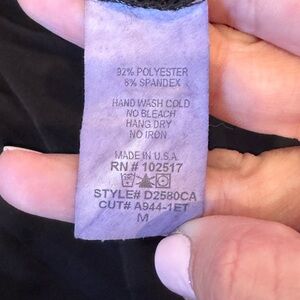 92% POLYESTER
8% SPANDEX
HAND WASH COLD
NO BLEACH
HANG DRY
NO IRON
MADE IN U.S.A.
RN # 102517
STYLE# D2580CA
CUT# A944-1ET
M